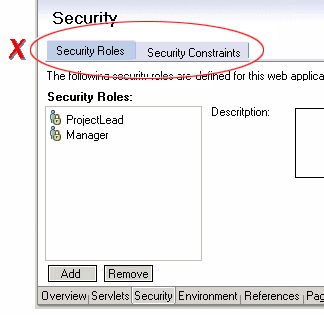 Security
X
Security Roles Security Constraints
The following security roles are defined for this web applica
Security Roles:
Descritption:
ProjectLead
Manager
Add Remove
Overview Servlets Security Environment References Pag